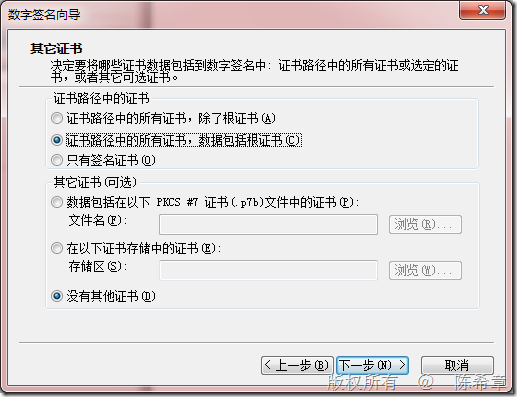 数字签名向导
其它证书
决定要将哪些证书数据包括到数字签名中: 证书路径中的所有证书或选定的证
书，或者其它可选证书。
证书路径中的证书
证书路径中的所有证书，除了根证书(A)
证书路径中的所有证书，数据包括根证书(C)
只有签名证书(O)
其它证书(可选)
数据包括在以下 PKCS #7 证书(.p7b)文件中的证书(P):
文件名(F):
浏览(R)...
在以下证书存储中的证书(E):
存储区(S):
浏览(W)...
没有其他证书(D)
< 上一步(B)
下一步(N) >
取消
版权所有 @ 陈希章